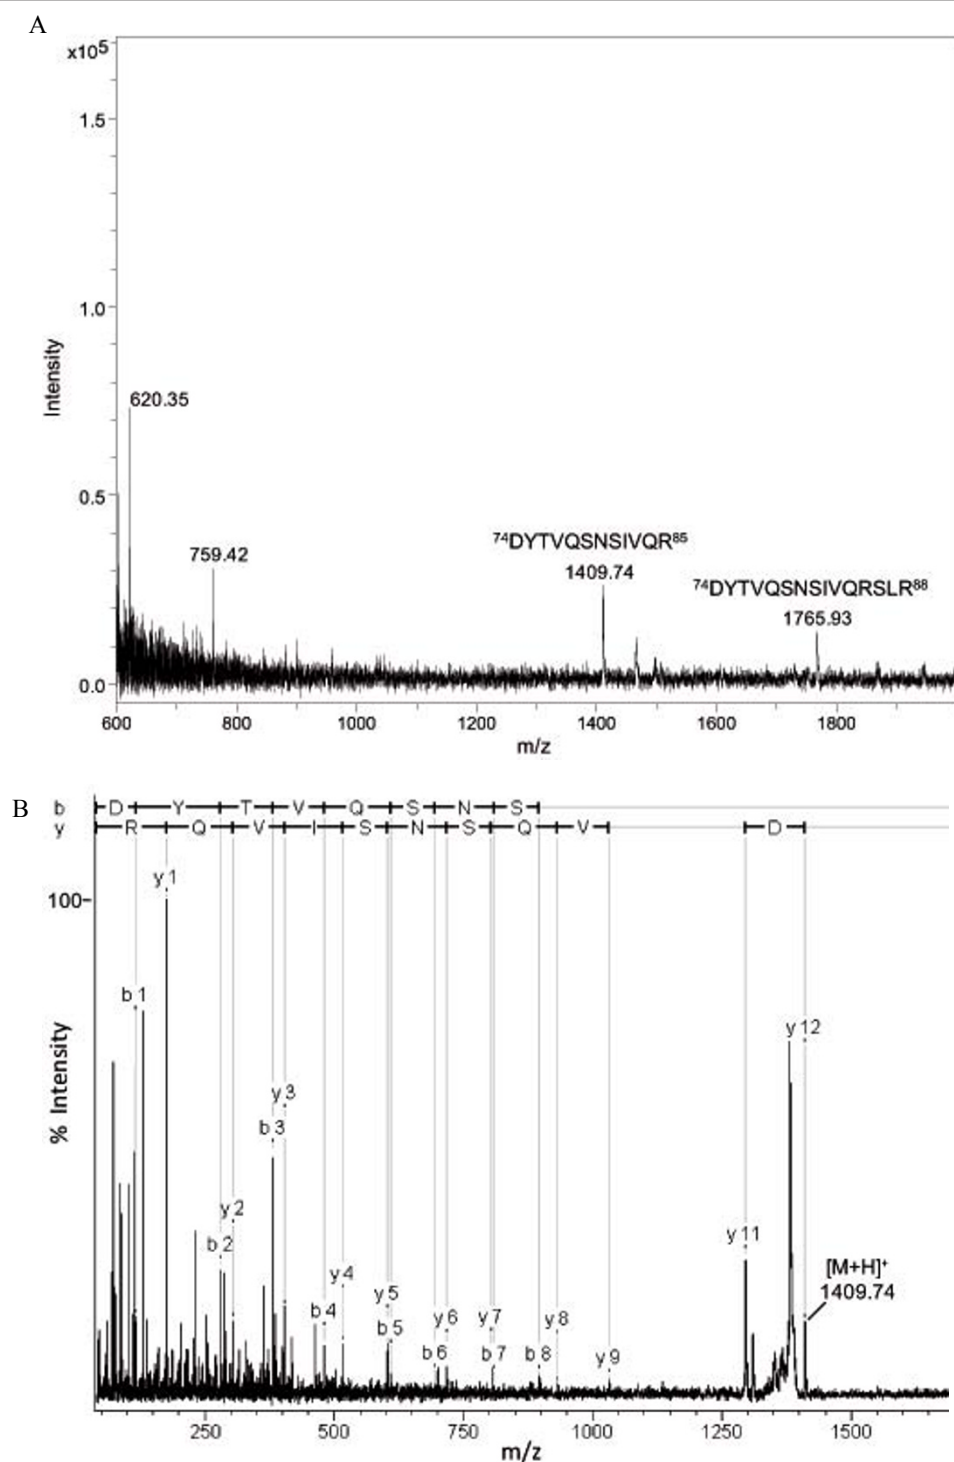 A
x10⁵
1.5
1.0
Intensity
620.35
0.5
759.42
⁷⁴DYTVQSNSIVQR⁸⁵
1409.74
⁷⁴DYTVQSNSIVQRSLR⁸⁸
1765.93
0.0
600 800 1000 1200 1400 1600 1800
m/z
B
b D Y T V Q S N S
y R Q V I S N S Q V D
y 1
100
b 1
y 12
% Intensity
y 3
b 3
y 2
b 2
y 11
y 4
[M+H]⁺
1409.74
y 5
b 4
b 5
y 6
y 7
y 8
b 6
b 7
b 8
y 9
250 500 750 1000 1250 1500
m/z